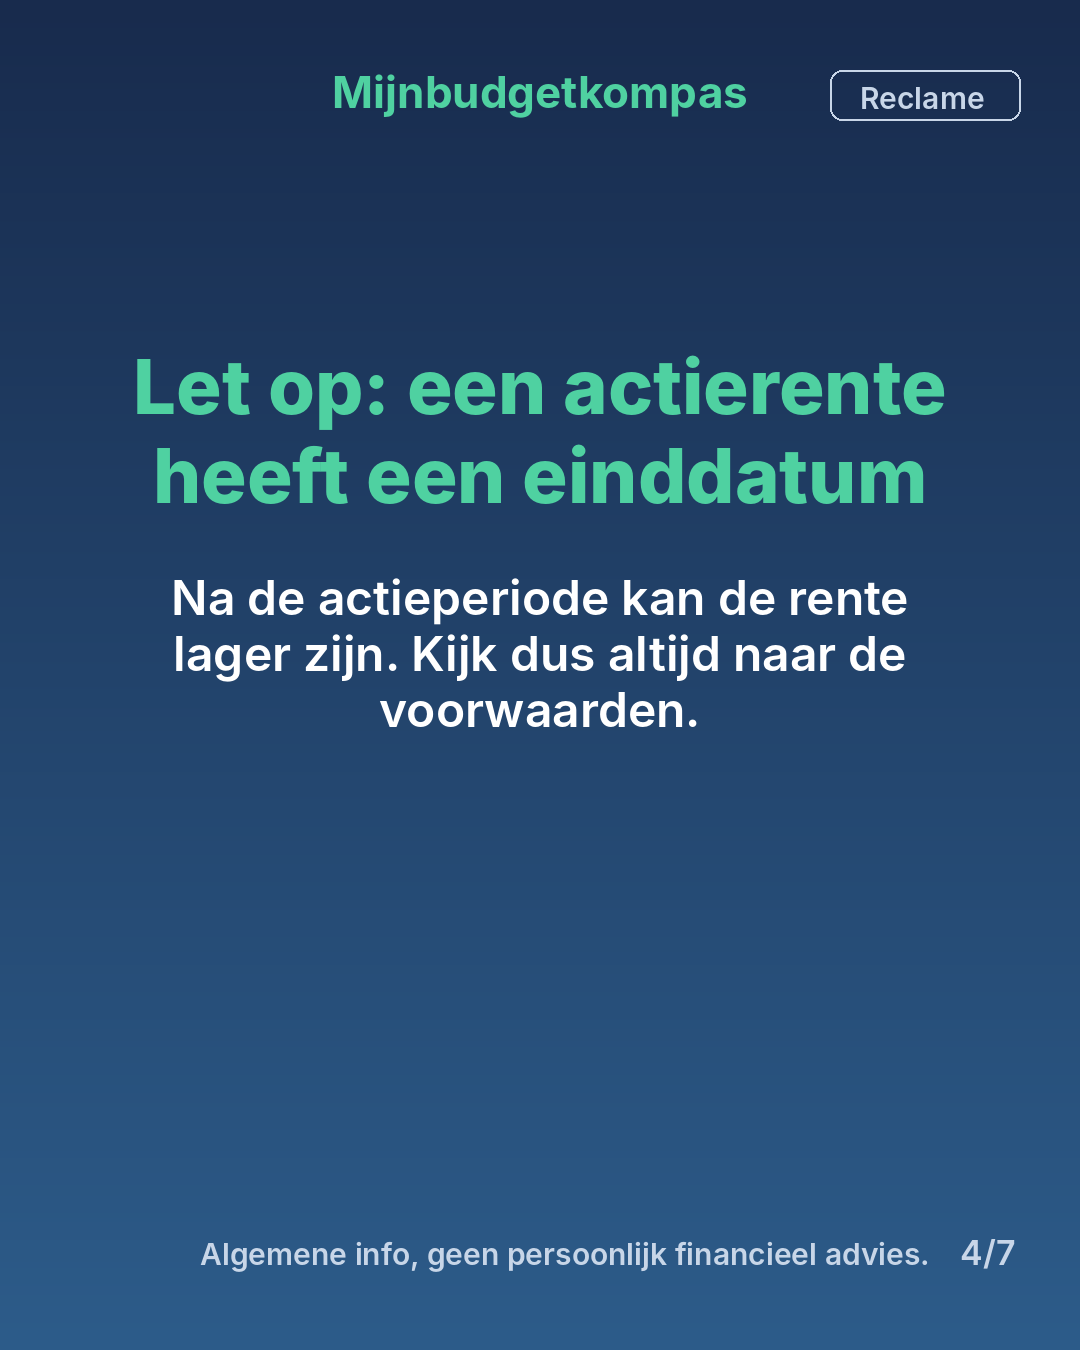 Mijnbudgetkompas
Reclame
Let op: een actierente
heeft een einddatum
Na de actieperiode kan de rente
lager zijn. Kijk dus altijd naar de
voorwaarden.
Algemene info, geen persoonlijk financieel advies.
4/7